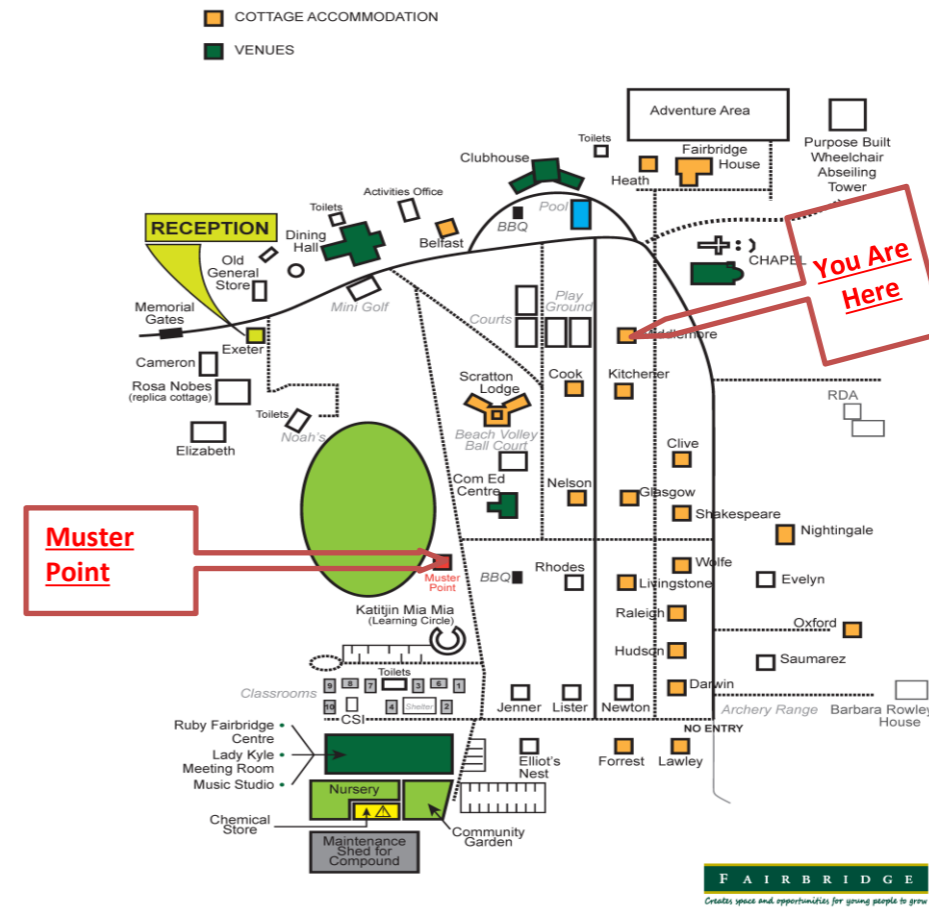 COTTAGE ACCOMMODATION
VENUES
Adventure Area
Toilets
Purpose Built
Wheelchair
Abseiling
Tower
Clubhouse
Fairbridge
House
Heath
Activities Office
Toilets
BBQ
Pool
RECEPTION
Dining
Hall
Belfast
CHAPEL
: )
You Are
Here
Old
General
Store
Mini Golf
Play
Ground
Courts
Memorial
Gates
Exeter
Cameron
Rosa Nobes
(replica cottage)
Toilets
Noah's
Elizabeth
Scratton
Lodge
Cook
Kitchener
RDA
Beach Volley
Ball Court
Clive
Com Ed
Centre
Nelson
Glasgow
Shakespeare
Nightingale
Muster
Point
Muster
Point
BBQ
Rhodes
Wolfe
Livingstone
Evelyn
Katitjin Mia Mia
(Learning Circle)
Raleigh
Oxford
Hudson
Saumarez
Toilets
Classrooms
9
8
7
3
6
1
10
4
Shelter
2
CSI
Jenner
Lister
Newton
Darwin
Archery Range
Barbara Rowley
House
NO ENTRY
Ruby Fairbridge
Centre
Lady Kyle
Meeting Room
Music Studio
Elliot's
Nest
Forrest
Lawley
Nursery
Chemical
Store
Community
Garden
Maintenance
Shed for
Compound
FAIRBRIDGE
Creates space and opportunities for young people to grow